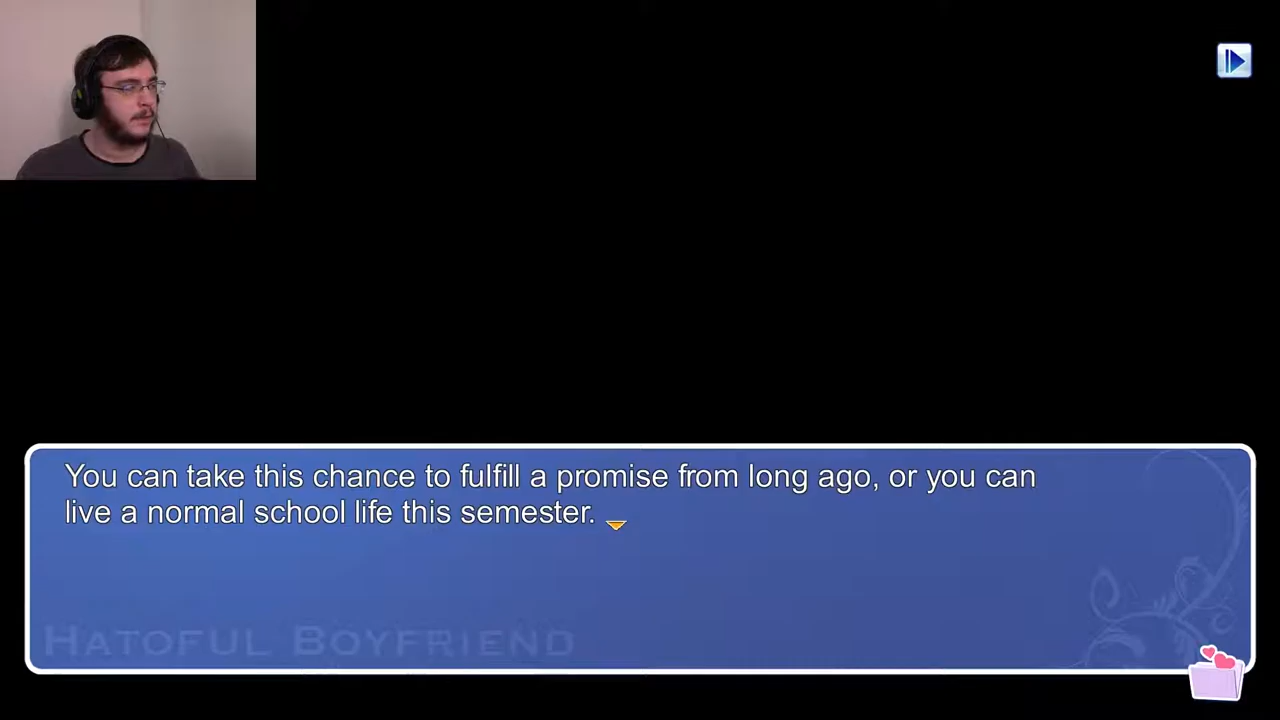 You can take this chance to fulfill a promise from long ago, or you can
live a normal school life this semester.
HATOFUL BOYFRIEND